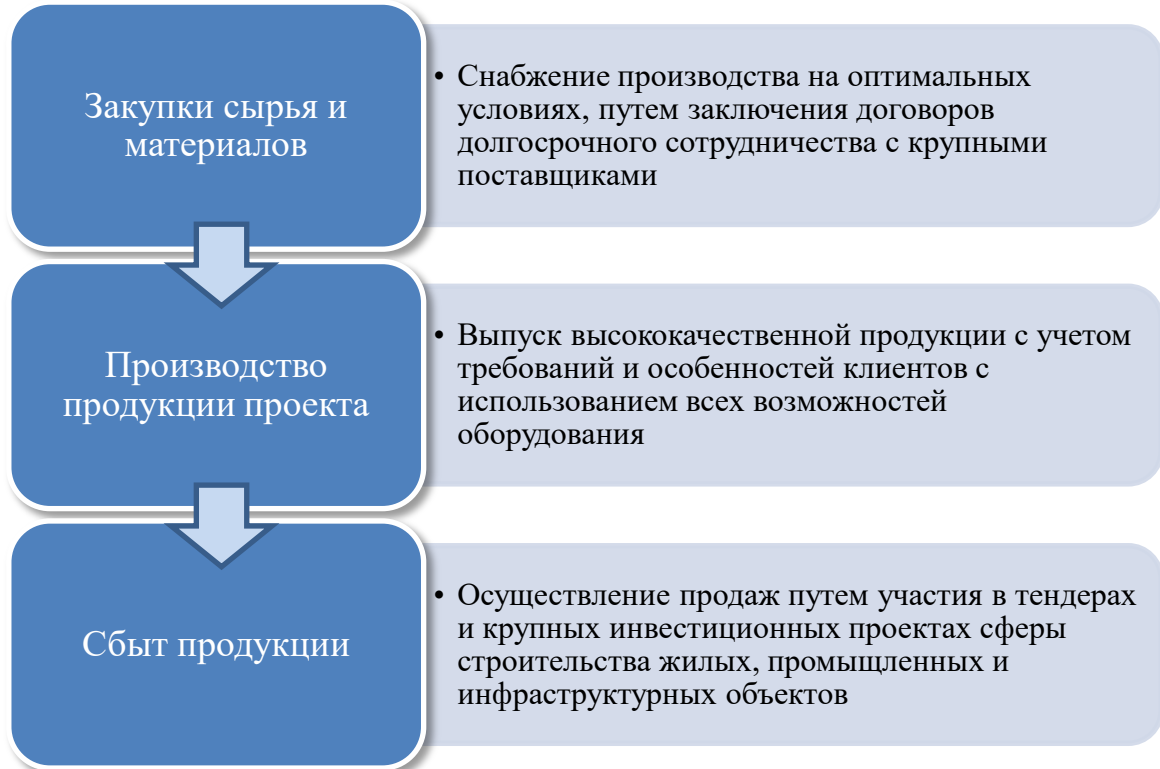 Закупки сырья и
материалов
• Снабжение производства на оптимальных
условиях, путем заключения договоров
долгосрочного сотрудничества с крупными
поставщиками
Производство
продукции проекта
• Выпуск высококачественной продукции с учетом
требований и особенностей клиентов с
использованием всех возможностей
оборудования
Сбыт продукции
• Осуществление продаж путем участия в тендерах
и крупных инвестиционных проектах сферы
строительства жилых, промыщленных и
инфраструктурных объектов